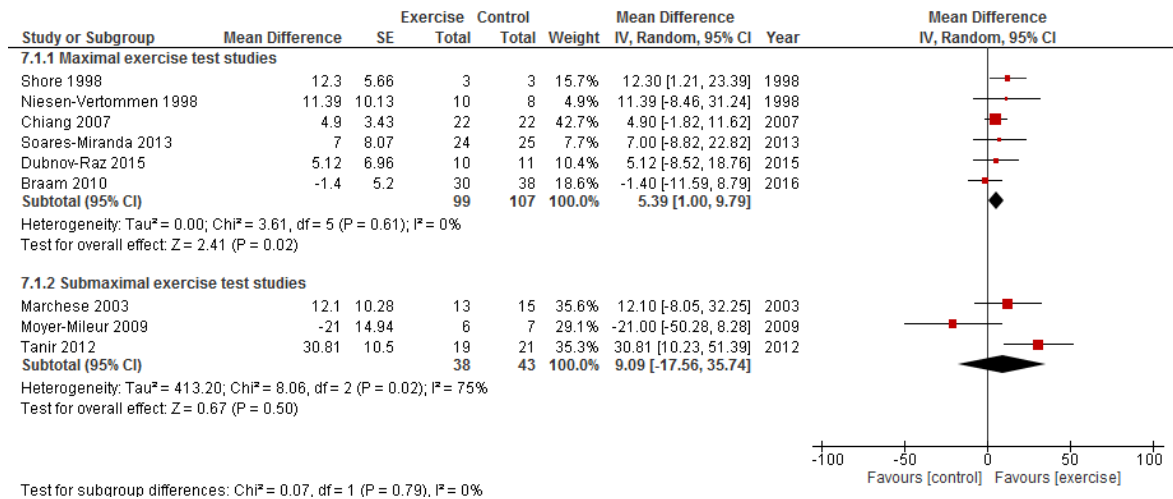 Exercise Control Mean Difference Mean Difference
Study or Subgroup Mean Difference SE Total Total Weight IV, Random, 95% CI Year IV, Random, 95% CI
7.1.1 Maximal exercise test studies
Shore 1998 12.3 5.66 3 3 15.7% 12.30 [1.21, 23.39] 1998
Niesen-Vertommen 1998 11.39 10.13 10 8 4.9% 11.39 [-8.46, 31.24] 1998
Chiang 2007 4.9 3.43 22 22 42.7% 4.90 [-1.82, 11.62] 2007
Soares-Miranda 2013 7 8.07 24 25 7.7% 7.00 [-8.82, 22.82] 2013
Dubnov-Raz 2015 5.12 6.96 10 11 10.4% 5.12 [-8.52, 18.76] 2015
Braam 2010 -1.4 5.2 30 38 18.6% -1.40 [-11.59, 8.79] 2016
Subtotal (95% CI) 99 107 100.0% 5.39 [1.00, 9.79]
Heterogeneity: Tau² = 0.00; Chi² = 3.61, df = 5 (P = 0.61); I² = 0%
Test for overall effect: Z = 2.41 (P = 0.02)
7.1.2 Submaximal exercise test studies
Marchese 2003 12.1 10.28 13 15 35.6% 12.10 [-8.05, 32.25] 2003
Moyer-Mileur 2009 -21 14.94 6 7 29.1% -21.00 [-50.28, 8.28] 2009
Tanir 2012 30.81 10.5 19 21 35.3% 30.81 [10.23, 51.39] 2012
Subtotal (95% CI) 38 43 100.0% 9.09 [-17.56, 35.74]
Heterogeneity: Tau² = 413.20; Chi² = 8.06, df = 2 (P = 0.02); I² = 75%
Test for overall effect: Z = 0.67 (P = 0.50)
-100 -50 0 50 100
Favours [control] Favours [exercise]
Test for subgroup differences: Chi² = 0.07, df = 1 (P = 0.79), I² = 0%